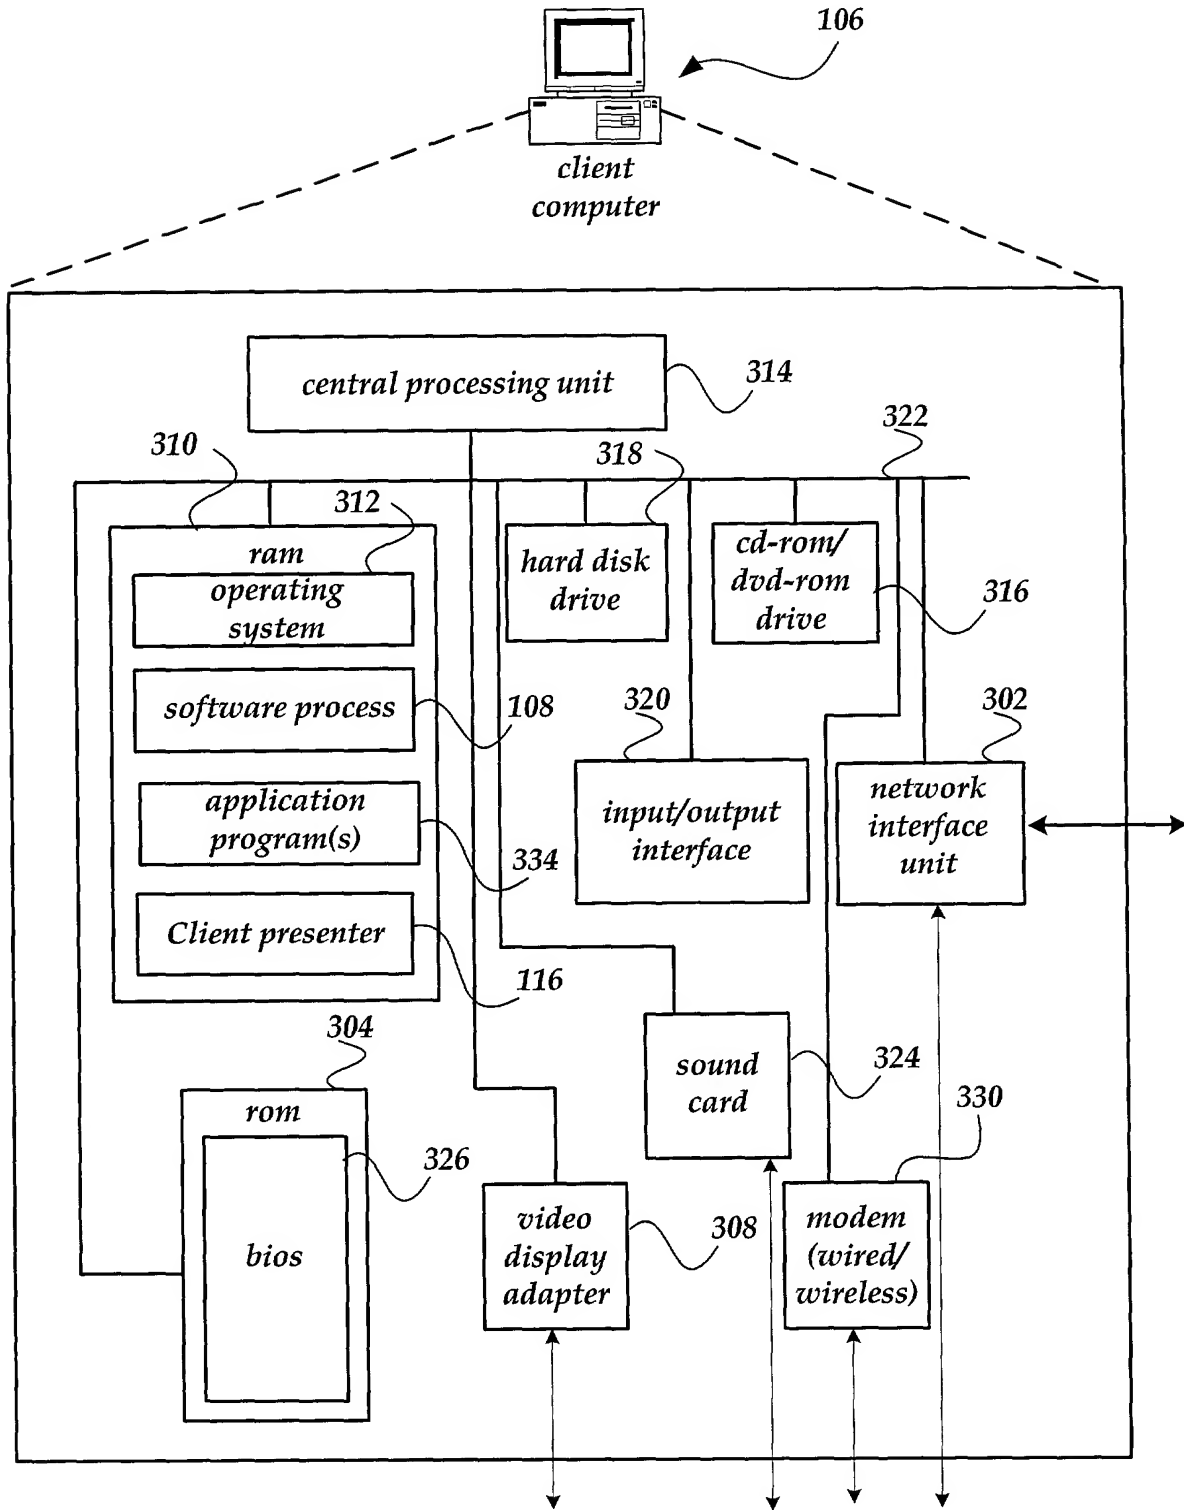 106
client
computer
central processing unit
314
322
310
318
312
ram
operating
system
hard disk
drive
cd-rom/
dvd-rom
drive
316
software process
108
320
302
application
program(s)
334
input/output
interface
network
interface
unit
Client presenter
116
304
rom
sound
card
324
330
326
bios
video
display
adapter
308
modem
(wired/
wireless)